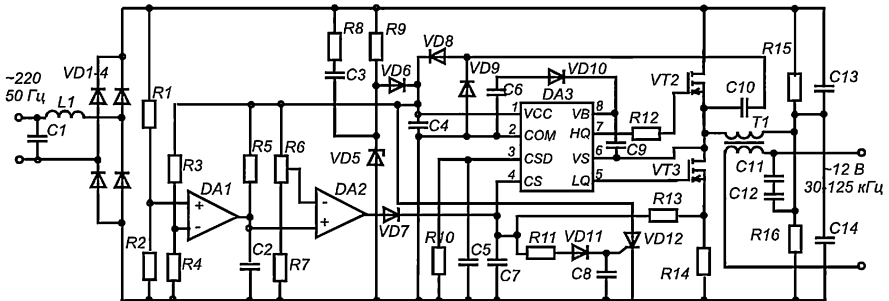 R8 R9
VD8
R15
~220
50 Гц
VD1-4
R1
C3
VD6
VD9
C6
VD10
DA3
VT2
C10
C13
L1
C1
1 VCC VB 8
2 COM HQ 7
3 CSD VS 6
4 CS LQ 5
R12
C4
C9
T1
R3
R5
R6
VD5
VT3
C11
~12 В
30-125 кГц
DA1
+
-
DA2
-
+
VD7
C12
R13
R2
R4
C2
R7
R10
C5
C7
R11
VD11
C8
VD12
R14
R16
C14